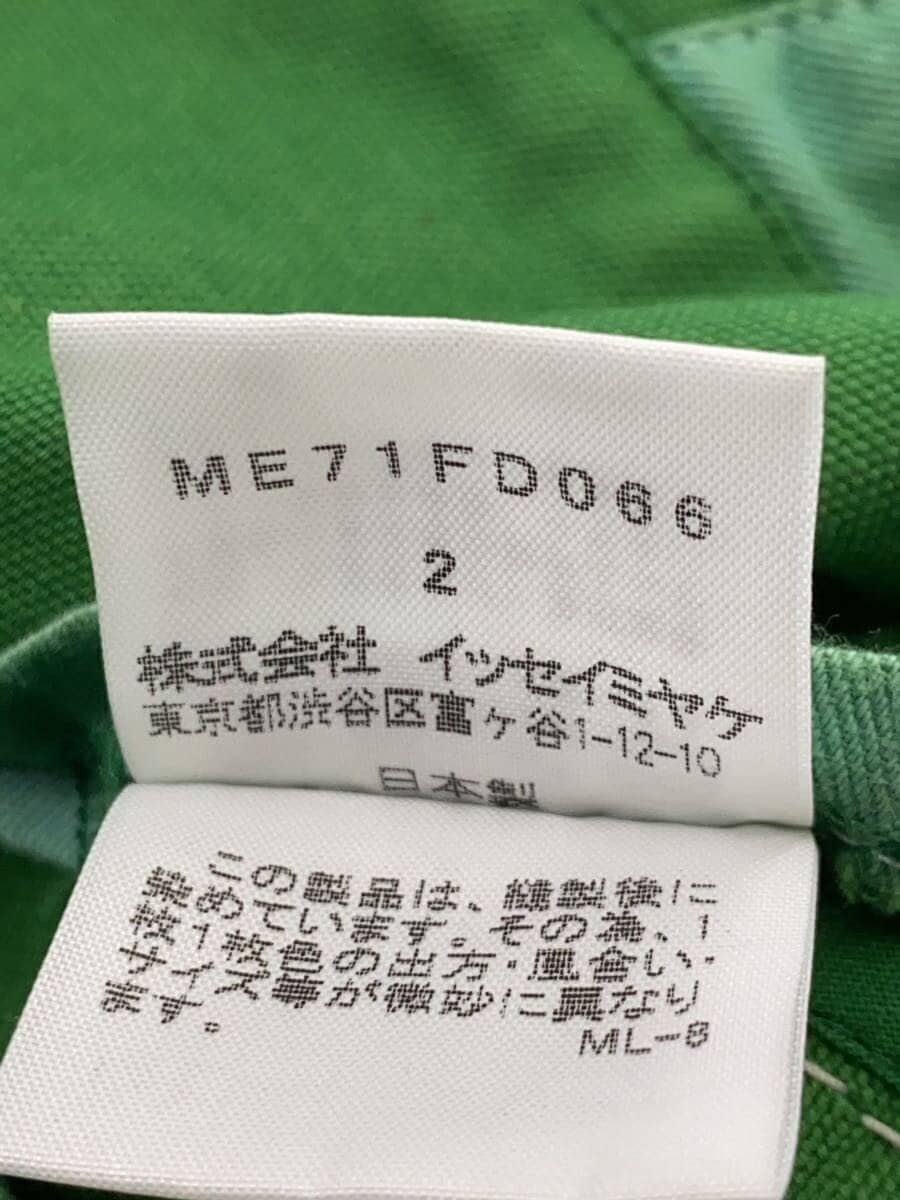 ME71FD066
2
株式会社 イッセイミヤケ
東京都渋谷区富ヶ谷1-12-10
日本製
この製品は、縫製後に
染めています。その為、1
枚1枚色の出方・風合い・
サイズ等が微妙に異なり
ます。
ML-8